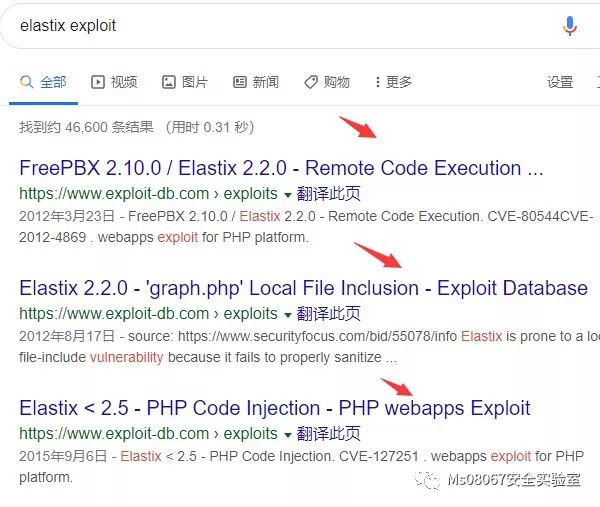 elastix exploit
全部 视频 图片 新闻 购物 更多 设置
找到约 46,600 条结果 （用时 0.31 秒）
FreePBX 2.10.0 / Elastix 2.2.0 - Remote Code Execution ...
https://www.exploit-db.com › exploits 翻译此页
2012年3月23日 - FreePBX 2.10.0 / Elastix 2.2.0 - Remote Code Execution. CVE-80544CVE-
2012-4869 . webapps exploit for PHP platform.
Elastix 2.2.0 - 'graph.php' Local File Inclusion - Exploit Database
https://www.exploit-db.com › exploits 翻译此页
2012年8月17日 - source: https://www.securityfocus.com/bid/55078/info Elastix is prone to a lo
file-include vulnerability because it fails to properly sanitize ...
Elastix < 2.5 - PHP Code Injection - PHP webapps Exploit
https://www.exploit-db.com › exploits 翻译此页
2015年9月6日 - Elastix < 2.5 - PHP Code Injection. CVE-127251 . webapps exploit for PHP
platform.
Ms08067安全实验室